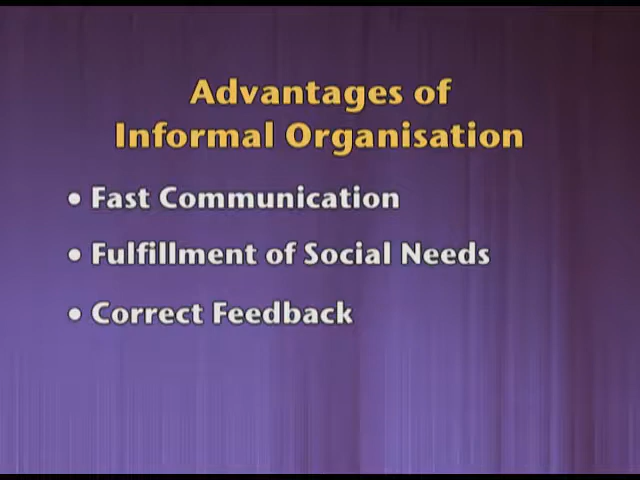 Advantages of
Informal Organisation
• Fast Communication
• Fulfillment of Social Needs
• Correct Feedback